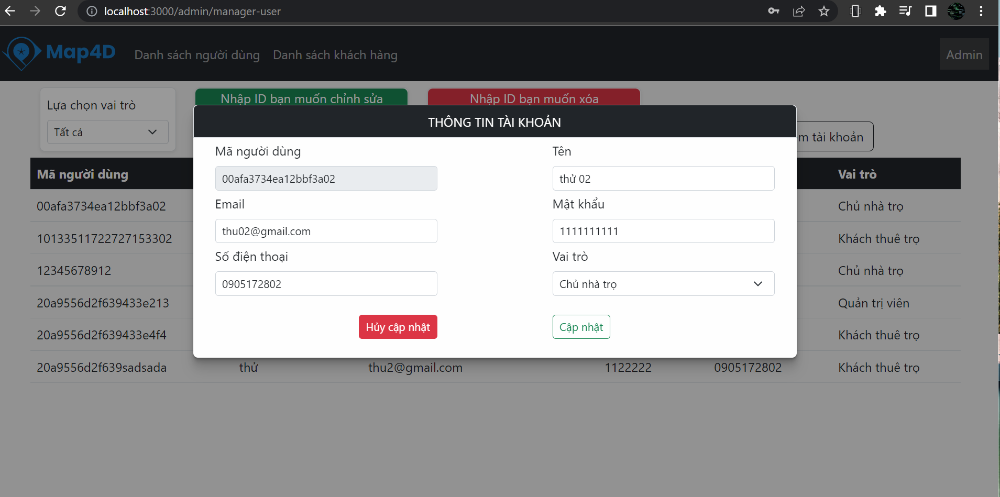 localhost:3000/admin/manager-user
Map4D Danh sách người dùng Danh sách khách hàng Admin
Lựa chọn vai trò
Tất cả
Nhập ID bạn muốn chỉnh sửa
Nhập ID bạn muốn xóa
tài khoản
THÔNG TIN TÀI KHOẢN
Mã người dùng
00afa3734ea12bbf3a02
Tên
thử 02
Email
thu02@gmail.com
Mật khẩu
1111111111
Số điện thoại
0905172802
Vai trò
Chủ nhà trọ
Hủy cập nhật
Cập nhật
Mã người dùng Vai trò
00afa3734ea12bbf3a02 Chủ nhà trọ
10133511722727153302 Khách thuê trọ
12345678912 Chủ nhà trọ
20a9556d2f639433e213 Quản trị viên
20a9556d2f639433e4f4 Khách thuê trọ
20a9556d2f639sadsada thử thu2@gmail.com 1122222 0905172802 Khách thuê trọ